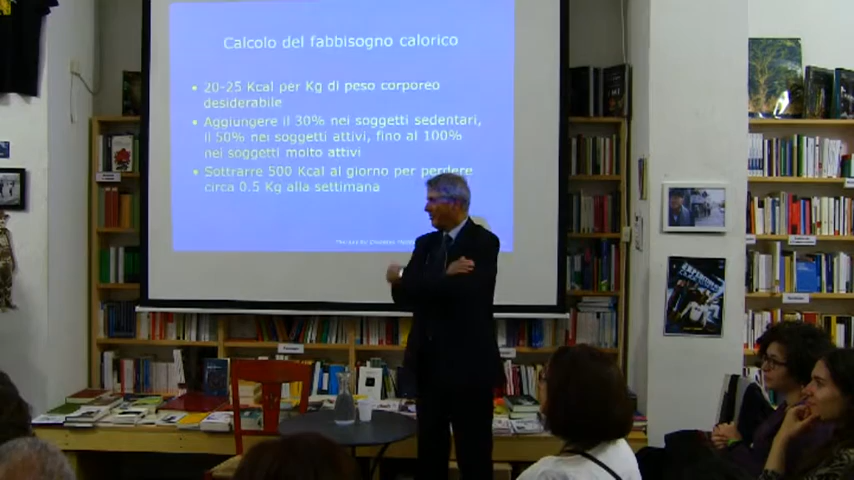 Calcolo del fabbisogno calorico
• 20-25 Kcal per Kg di peso corporeo
desiderabile
• Aggiungere il 30% nei soggetti sedentari,
il 50% nei soggetti attivi, fino al 100%
nei soggetti molto attivi
• Sottrarre 500 Kcal al giorno per perdere
circa 0.5 Kg alla settimana